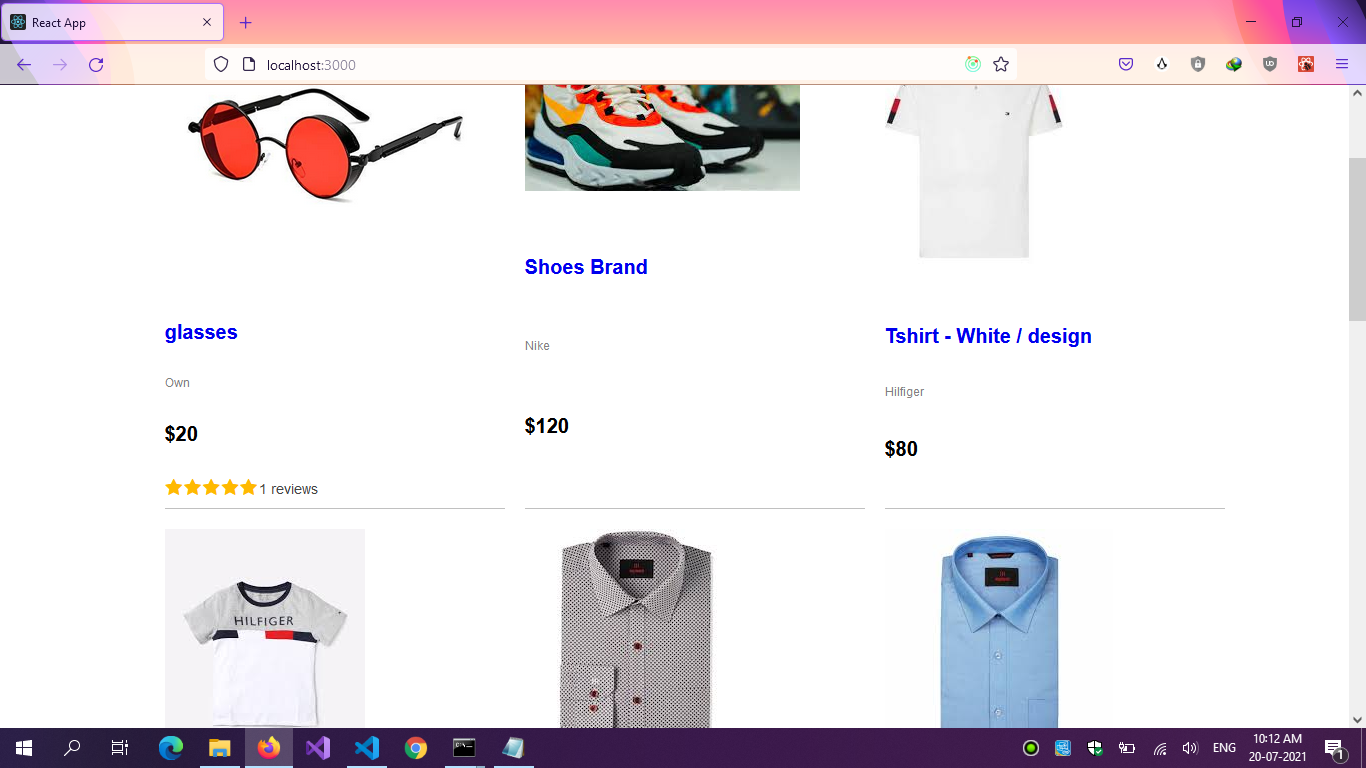 React App
localhost:3000
glasses
Own
$20
1 reviews
Shoes Brand
Nike
$120
Tshirt - White / design
Hilfiger
$80
HILFIGER
ENG
10:12 AM
20-07-2021
1